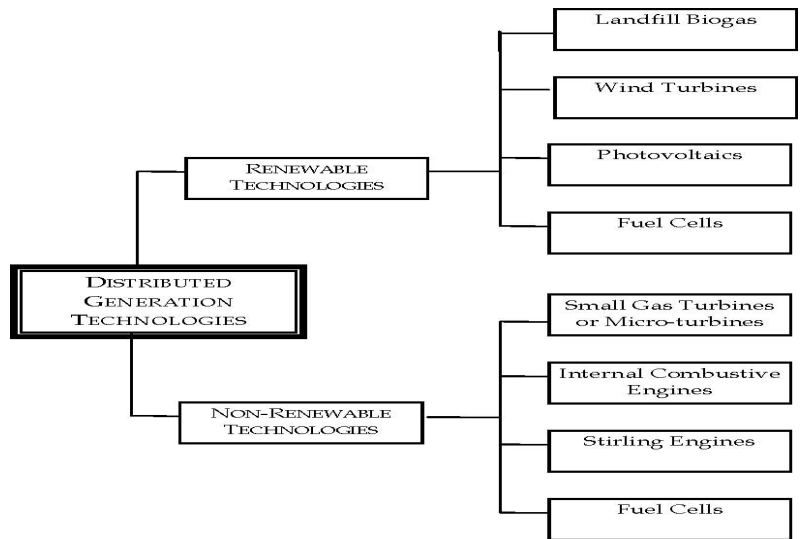 Landfill Biogas
Wind Turbines
RENEWABLE
TECHNOLOGIES
Photovoltaics
Fuel Cells
DISTRIBUTED
GENERATION
TECHNOLOGIES
Small Gas Turbines
or Micro-turbines
Internal Combustive
Engines
NON-RENEWABLE
TECHNOLOGIES
Stirling Engines
Fuel Cells